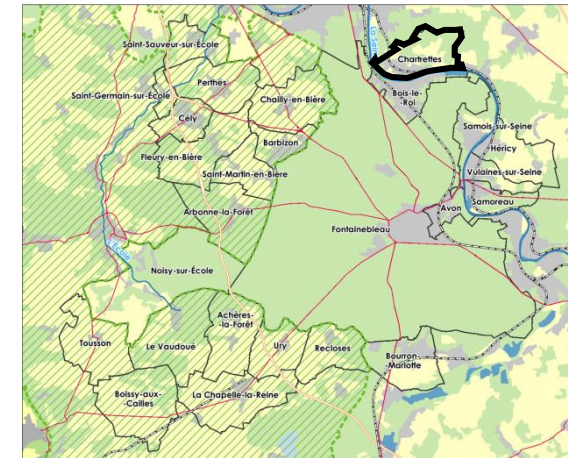 La Seine
Saint-Sauveur-sur-École
Chartrettes
Perthes
Bois-le-
Roi
Saint-Germain-sur-École
Chailly-en-Bière
Cély
Samois-sur-Seine
Barbizon
Héricy
Fleury-en-Bière
Saint-Martin-en-Bière
Vulaines-sur-Seine
Avon
Samoreau
Arbonne-la-Forêt
Fontainebleau
L'École
Noisy-sur-École
Achères-
la-Forêt
Tousson
Le Vaudoué
Ury
Recloses
Bourron
-Marlotte
Boissy-aux-
-Cailles
La Chapelle-la-Reine